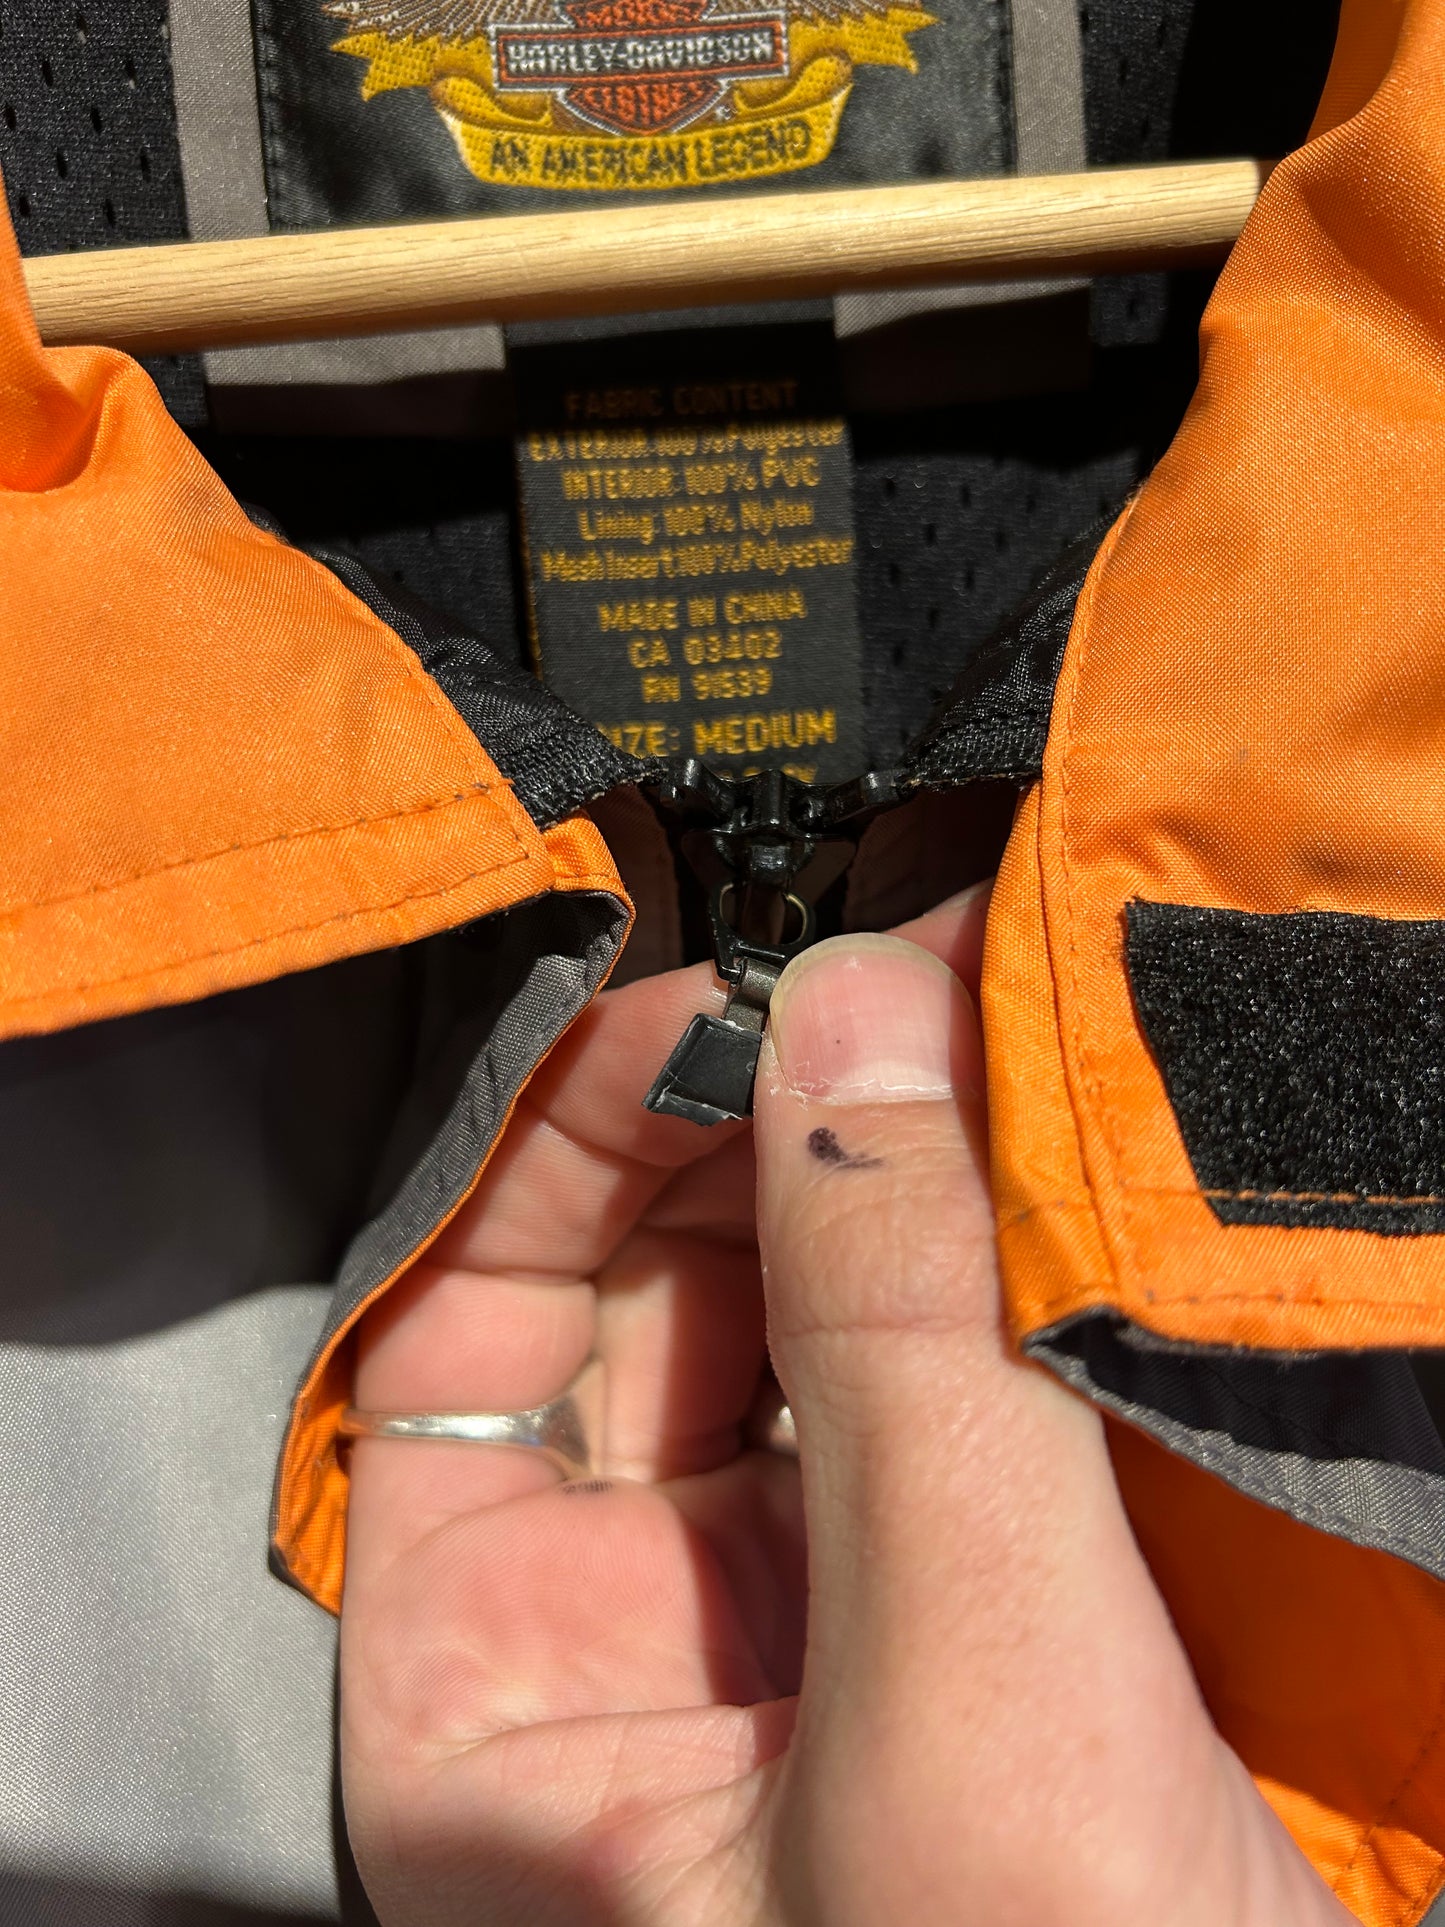 MOTOR
HARLEY-DAVIDSON
CLOTHES
AN AMERICAN LEGEND
FABRIC CONTENT
EXTERIOR:100%Polyester
INTERIOR:100% PVC
Lining:100% Nylon
Mesh Insert:100%Polyester
MADE IN CHINA
CA 03402
RN 91539
IZE: MEDIUM